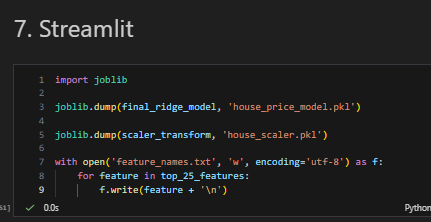 7. Streamlit
1 import joblib
2
3 joblib.dump(final_ridge_model, 'house_price_model.pkl')
4
5 joblib.dump(scaler_transform, 'house_scaler.pkl')
6
7 with open('feature_names.txt', 'w', encoding='utf-8') as f:
8     for feature in top_25_features:
9         f.write(feature + '\n')
✓ 0.0s
Python